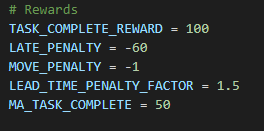 # Rewards
TASK_COMPLETE_REWARD = 100
LATE_PENALTY = -60
MOVE_PENALTY = -1
LEAD_TIME_PENALTY_FACTOR = 1.5
MA_TASK_COMPLETE = 50